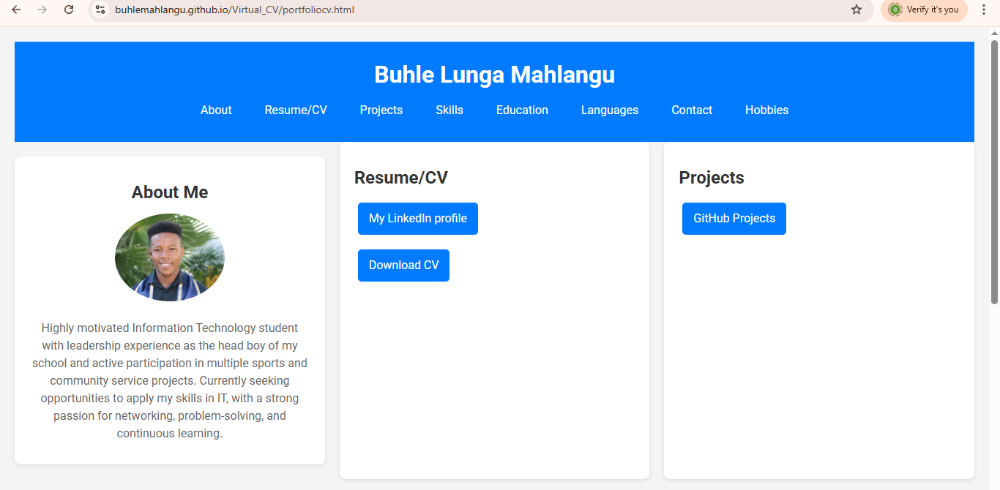 buhlemahlangu.github.io/Virtual_CV/portfoliocv.html
B
Verify it's you
Buhle Lunga Mahlangu
About Resume/CV Projects Skills Education Languages Contact Hobbies
About Me
Highly motivated Information Technology student
with leadership experience as the head boy of my
school and active participation in multiple sports and
community service projects. Currently seeking
opportunities to apply my skills in IT, with a strong
passion for networking, problem-solving, and
continuous learning.
Resume/CV
My LinkedIn profile
Download CV
Projects
GitHub Projects